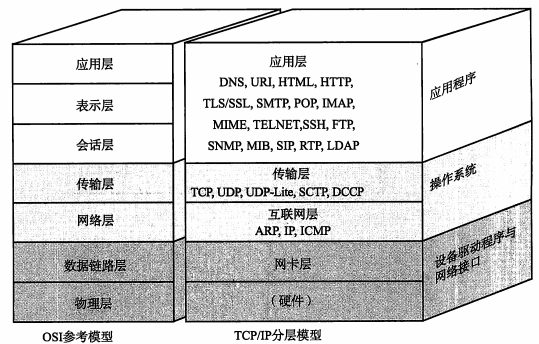 应用层
表示层
会话层
传输层
网络层
数据链路层
物理层
OSI参考模型
应用层
DNS, URI, HTML, HTTP,
TLS/SSL, SMTP, POP, IMAP,
MIME, TELNET,SSH, FTP,
SNMP, MIB, SIP, RTP, LDAP
传输层
TCP, UDP, UDP-Lite, SCTP, DCCP
互联网层
ARP, IP, ICMP
网卡层
（硬件）
TCP/IP分层模型
应用程序
操作系统
设备驱动程序与
网络接口